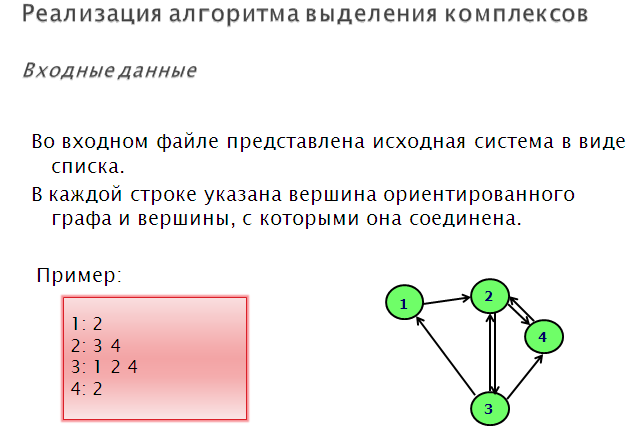 Реализация алгоритма выделения комплексов
Входные данные
Во входном файле представлена исходная система в виде
списка.
В каждой строке указана вершина ориентированного
графа и вершины, с которыми она соединена.
Пример:
1: 2
2: 3 4
3: 1 2 4
4: 2
1
2
4
3